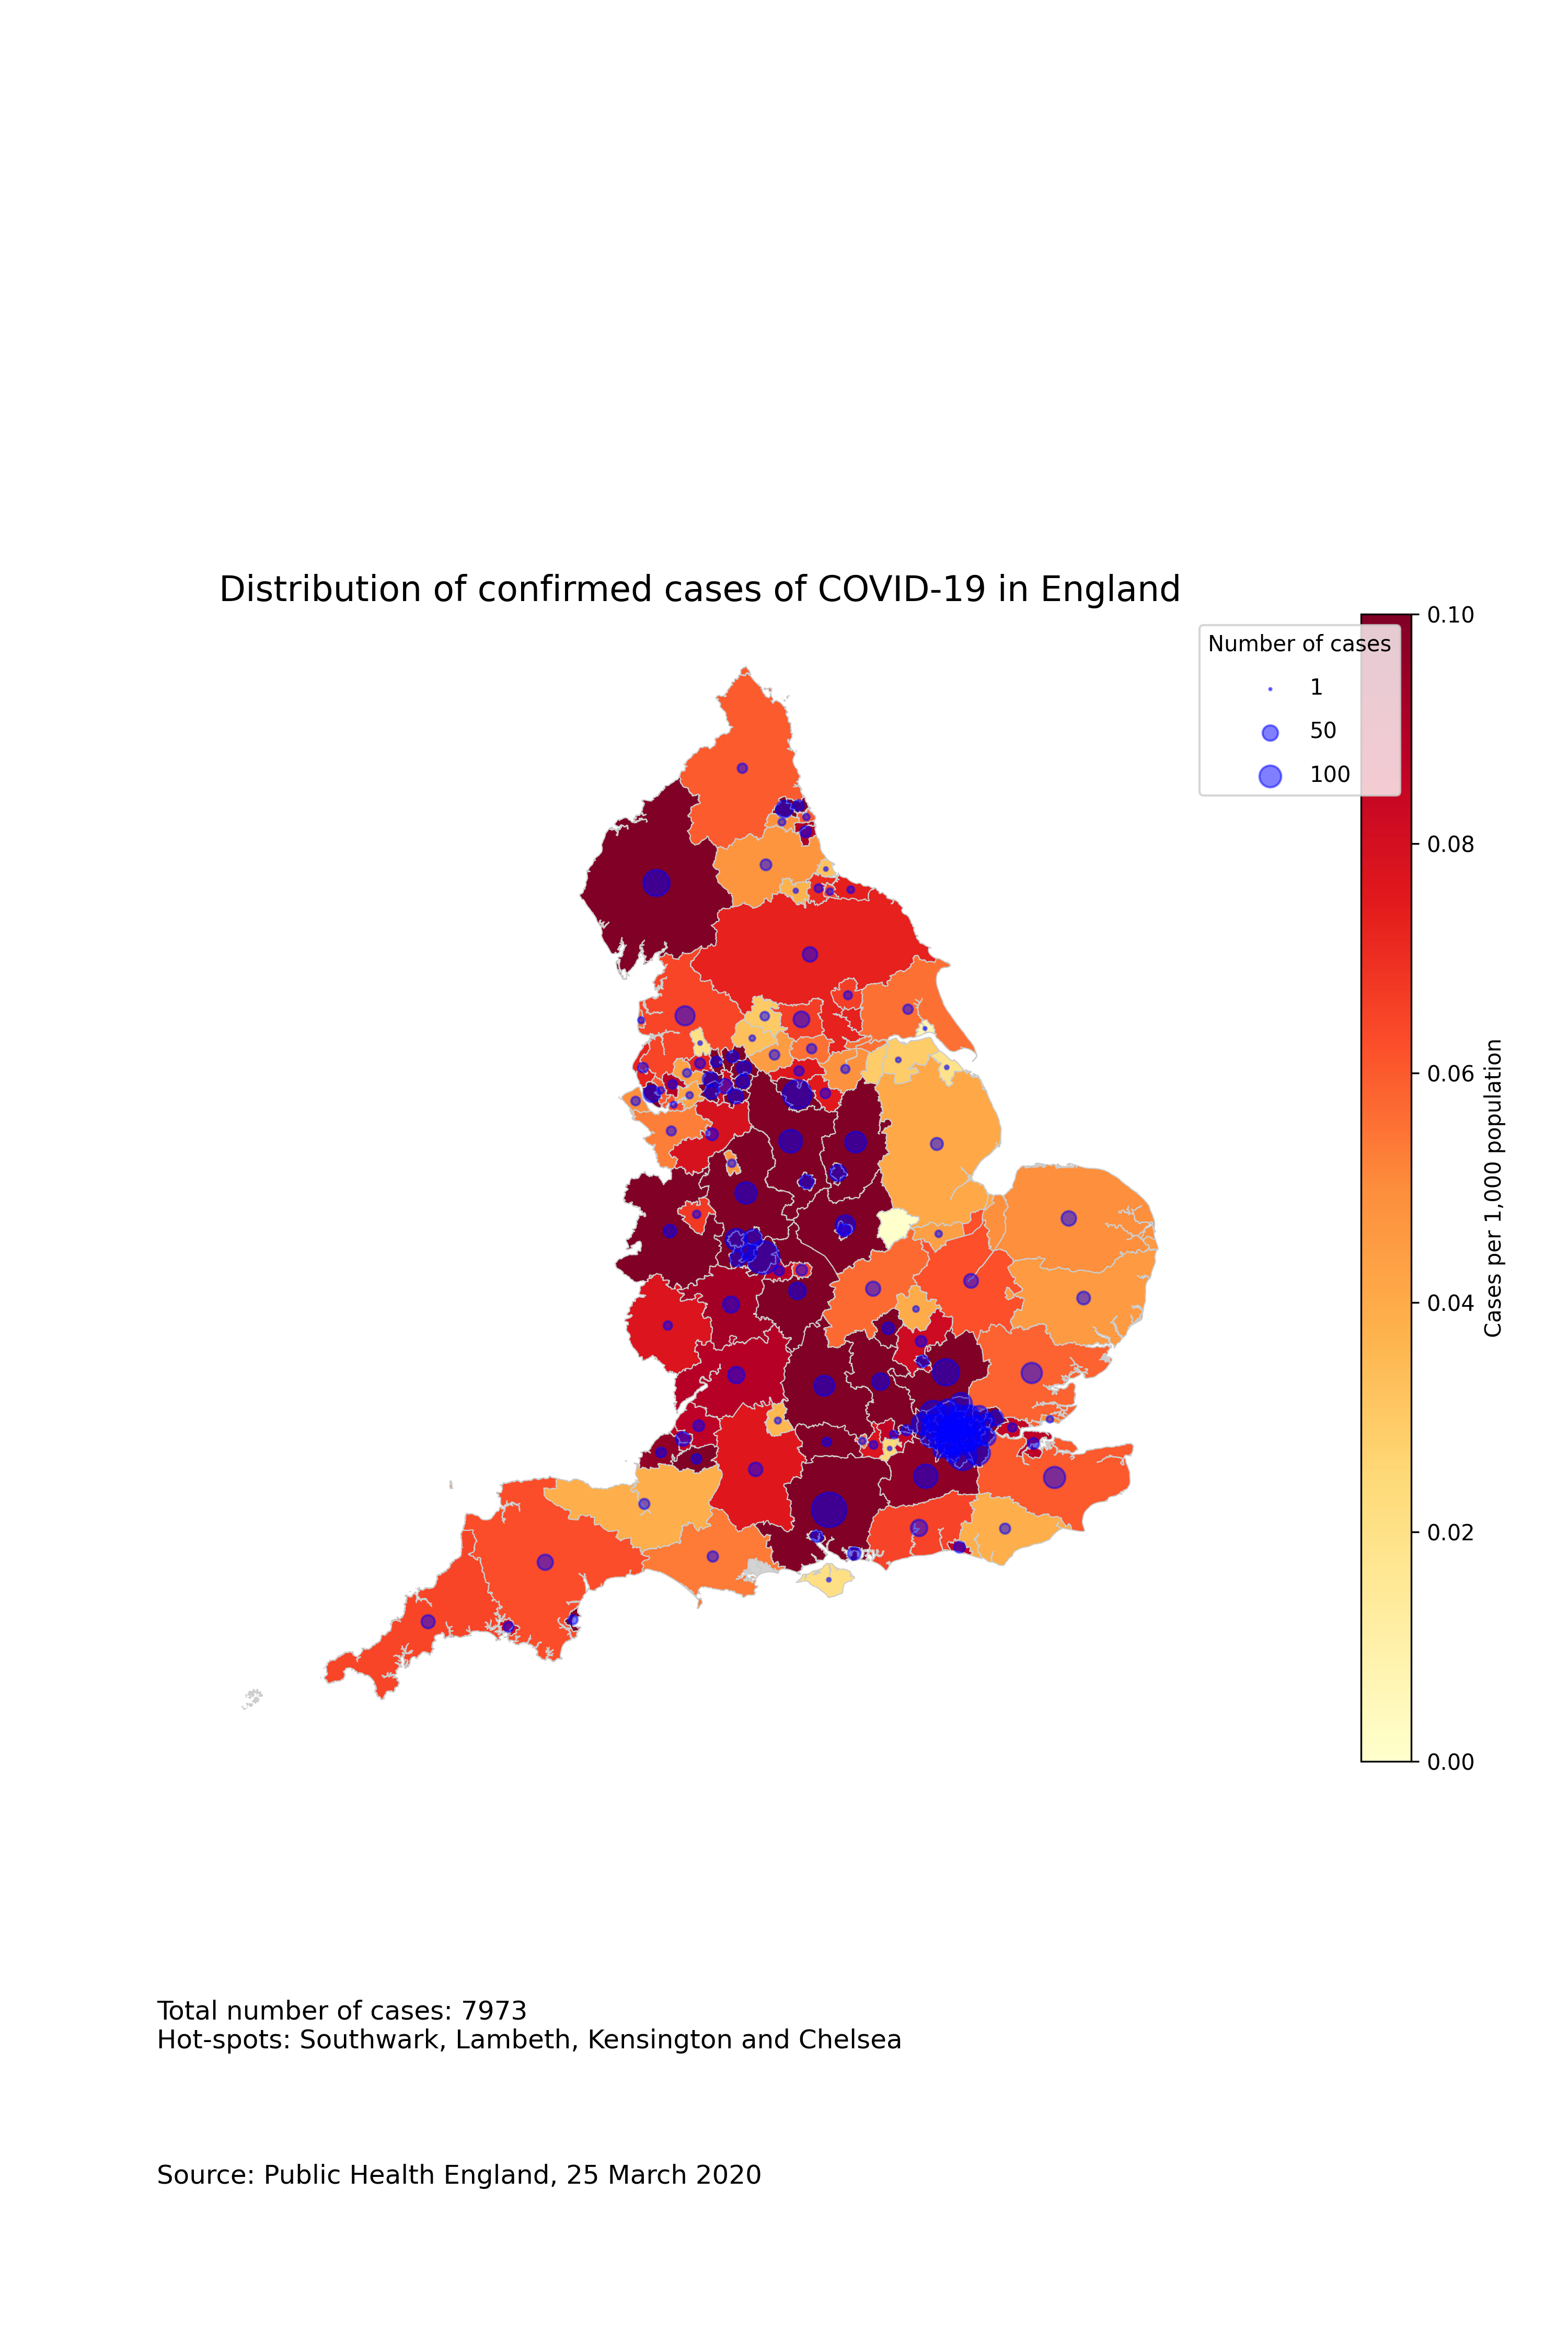 Distribution of confirmed cases of COVID-19 in England
Number of cases
1
50
100
0.10
0.08
0.06
0.04
0.02
0.00
Cases per 1,000 population
Total number of cases: 7973
Hot-spots: Southwark, Lambeth, Kensington and Chelsea
Source: Public Health England, 25 March 2020